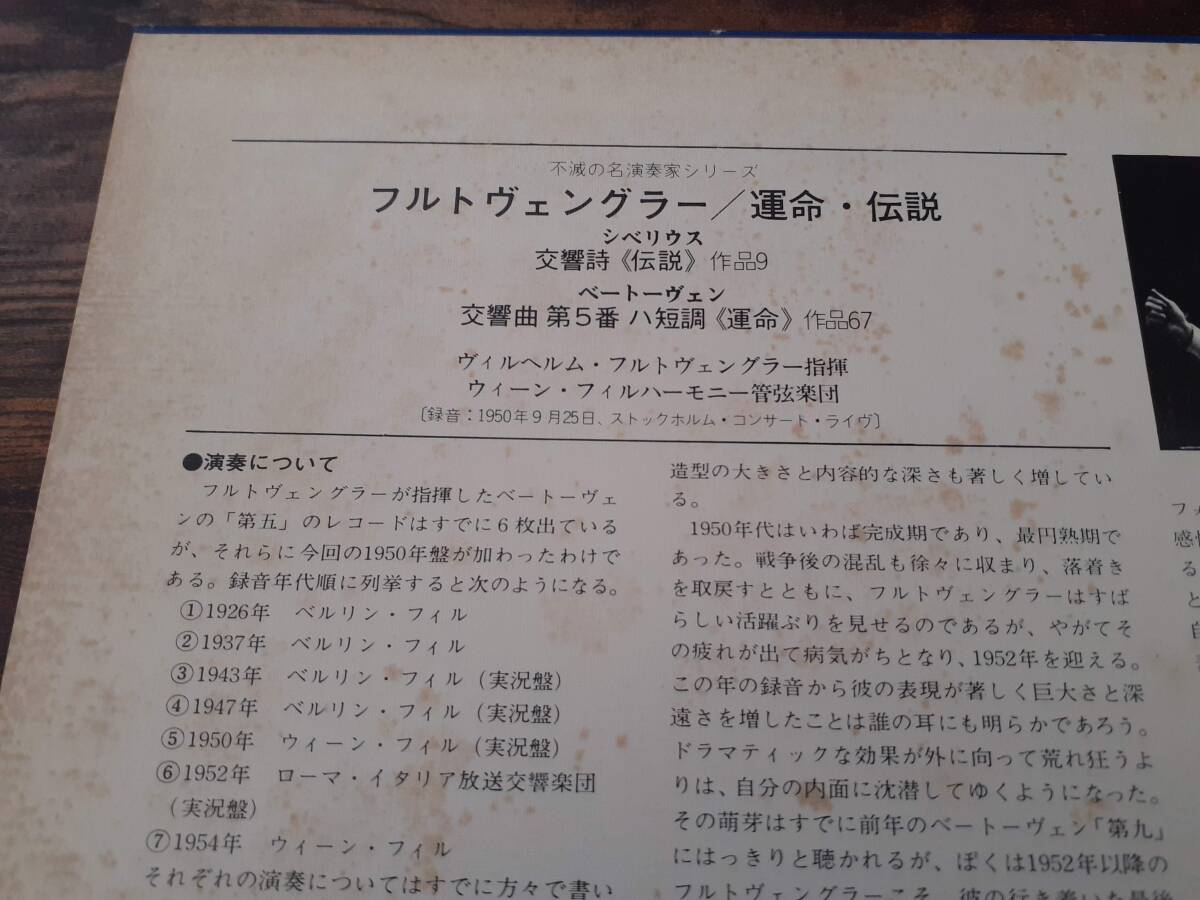 不滅の名演奏家シリーズ
フルトヴェングラー／運命・伝説
シベリウス
交響詩《伝説》作品9
ベートーヴェン
交響曲 第5番 ハ短調《運命》作品67
ヴィルヘルム・フルトヴェングラー指揮
ウィーン・フィルハーモニー管弦楽団
〔録音：1950年9月25日、ストックホルム・コンサート・ライヴ〕
●演奏について
フルトヴェングラーが指揮したベートーヴェ
ンの「第五」のレコードはすでに6枚出ている
が、それらに今回の1950年盤が加わったわけで
ある。録音年代順に列挙すると次のようになる。
①1926年 ベルリン・フィル
②1937年 ベルリン・フィル
③1943年 ベルリン・フィル（実況盤）
④1947年 ベルリン・フィル（実況盤）
⑤1950年 ウィーン・フィル（実況盤）
⑥1952年 ローマ・イタリア放送交響楽団
（実況盤）
⑦1954年 ウィーン・フィル
それぞれの演奏についてはすでに方々で書い
造型の大きさと内容的な深さも著しく増してい
る。
1950年代はいわば完成期であり、最円熟期で
あった。戦争後の混乱も徐々に収まり、落着き
を取戻すとともに、フルトヴェングラーはすば
らしい活躍ぶりを見せるのであるが、やがてそ
の疲れが出て病気がちとなり、1952年を迎える。
この年の録音から彼の表現が著しく巨大さと深
遠さを増したことは誰の耳にも明らかであろう。
ドラマティックな効果が外に向って荒れ狂うよ
りは、自分の内面に沈潜してゆくようになった。
その萌芽はすでに前年のベートーヴェン「第九」
にはっきりと聴かれるが、ぼくは1952年以降の
フルトヴェングラーこそ、彼の行き着いた最後
フォ
る
と
自